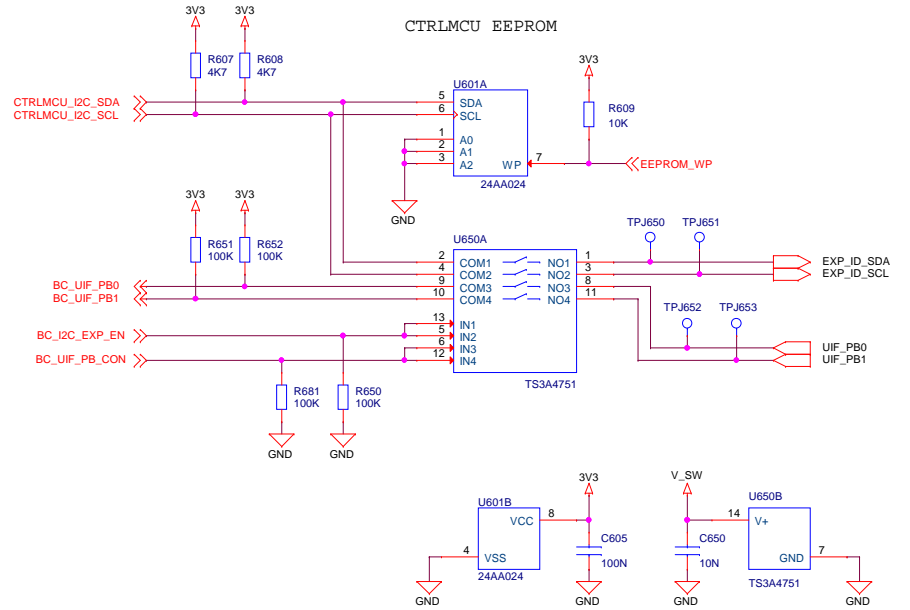 CTRLMCU EEPROM
3V3 3V3
R607 R608
4K7 4K7
3V3
R609
10K
U601A
CTRLMCU_I2C_SDA 5 SDA
CTRLMCU_I2C_SCL 6 SCL
1 A0
2 A1
3 A2 WP 7 EEPROM_WP
24AA024
GND
3V3 3V3
R651 R652
100K 100K
U650A
TPJ650 TPJ651
2 COM1 NO1 1 EXP_ID_SDA
4 COM2 NO2 3 EXP_ID_SCL
BC_UIF_PB0 9 COM3 NO3 8
BC_UIF_PB1 10 COM4 NO4 11
TPJ652 TPJ653
13 IN1
BC_I2C_EXP_EN 5 IN2
6 IN3 UIF_PB0
BC_UIF_PB_CON 12 IN4 UIF_PB1
TS3A4751
R681 R650
100K 100K
GND GND
3V3 V_SW
U601B U650B
VCC 8 14 V+
C605 C650
100N 10N
4 VSS GND 7
24AA024 TS3A4751
GND GND GND GND